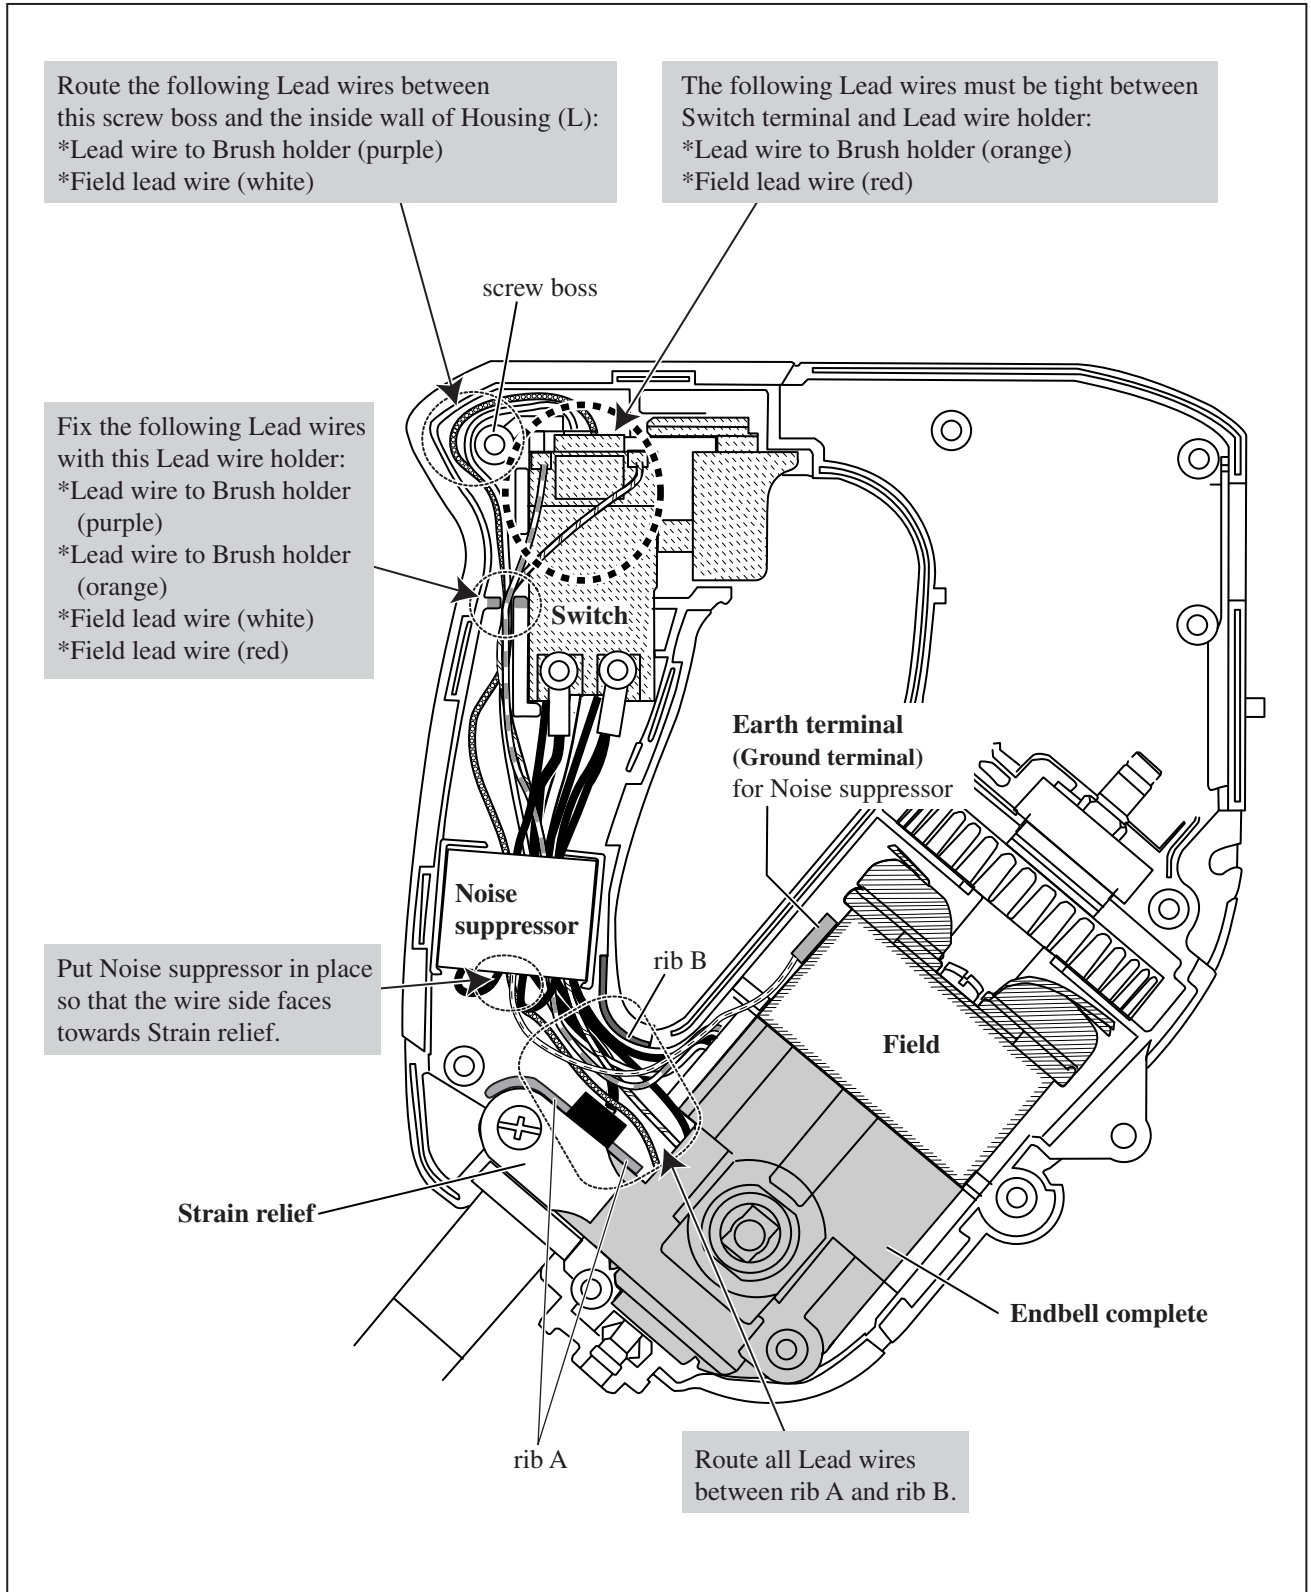 Route the following Lead wires between
this screw boss and the inside wall of Housing (L):
*Lead wire to Brush holder (purple)
*Field lead wire (white)
The following Lead wires must be tight between
Switch terminal and Lead wire holder:
*Lead wire to Brush holder (orange)
*Field lead wire (red)
screw boss
Fix the following Lead wires
with this Lead wire holder:
*Lead wire to Brush holder
(purple)
*Lead wire to Brush holder
(orange)
*Field lead wire (white)
*Field lead wire (red)
Switch
Earth terminal
(Ground terminal)
for Noise suppressor
Noise
suppressor
Put Noise suppressor in place
so that the wire side faces
towards Strain relief.
rib B
Field
Strain relief
Endbell complete
rib A
Route all Lead wires
between rib A and rib B.